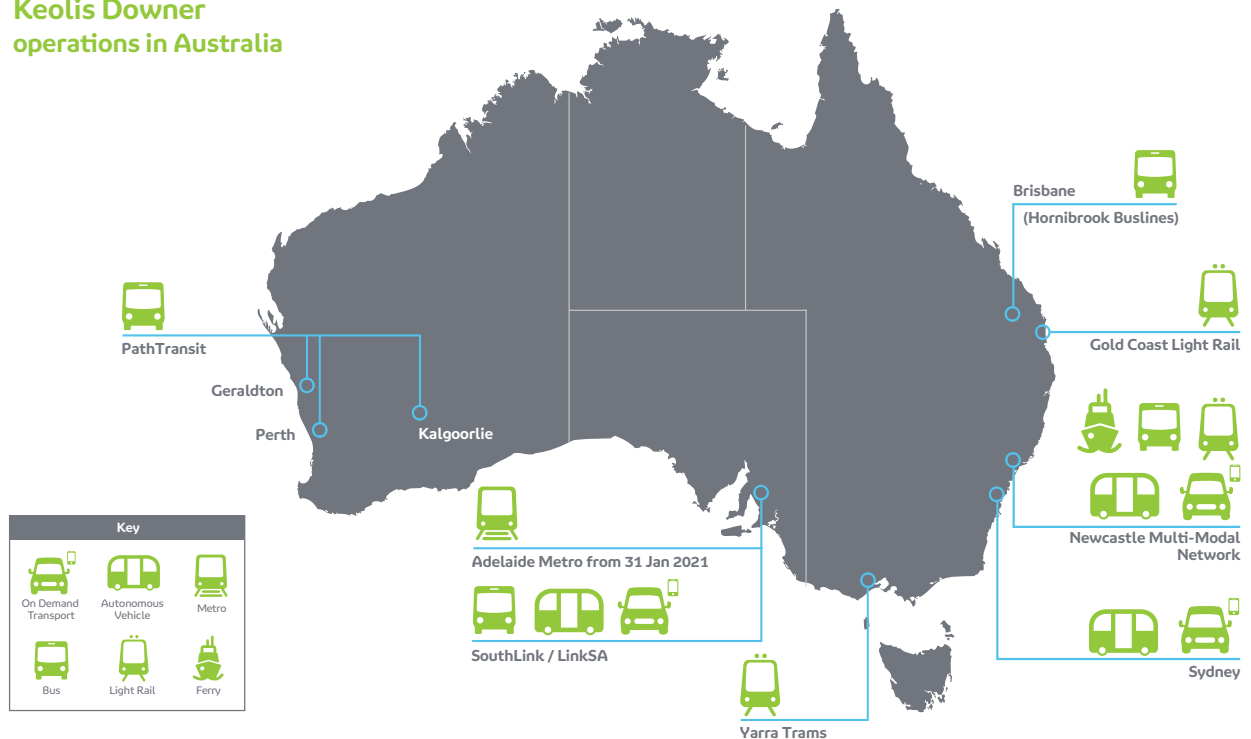 Keolis Downer
operations in Australia
Brisbane
(Hornibrook Buslines)
Gold Coast Light Rail
PathTransit
Geraldton
Perth
Kalgoorlie
Newcastle Multi-Modal
Network
Adelaide Metro from 31 Jan 2021
SouthLink / LinkSA
Sydney
Yarra Trams
Key
On Demand
Transport
Autonomous
Vehicle
Metro
Bus
Light Rail
Ferry